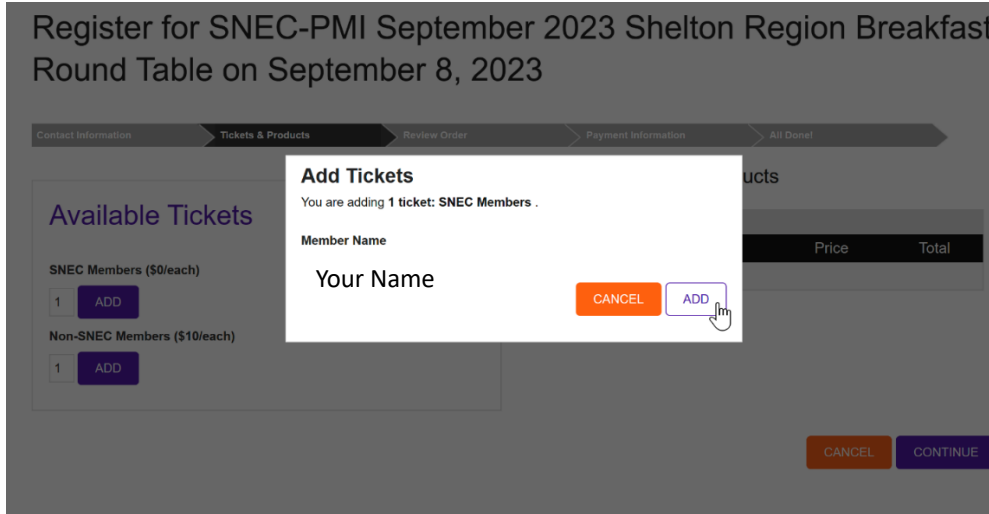 Register for SNEC-PMI September 2023 Shelton Region Breakfast
Round Table on September 8, 2023
Contact Information
Tickets & Products
Review Order
Payment Information
All Done!
Available Tickets
SNEC Members ($0/each)
1 ADD
Non-SNEC Members ($10/each)
1 ADD
Add Tickets
You are adding 1 ticket: SNEC Members .
Member Name
Your Name
CANCEL ADD
ucts
Price Total
CANCEL CONTINUE